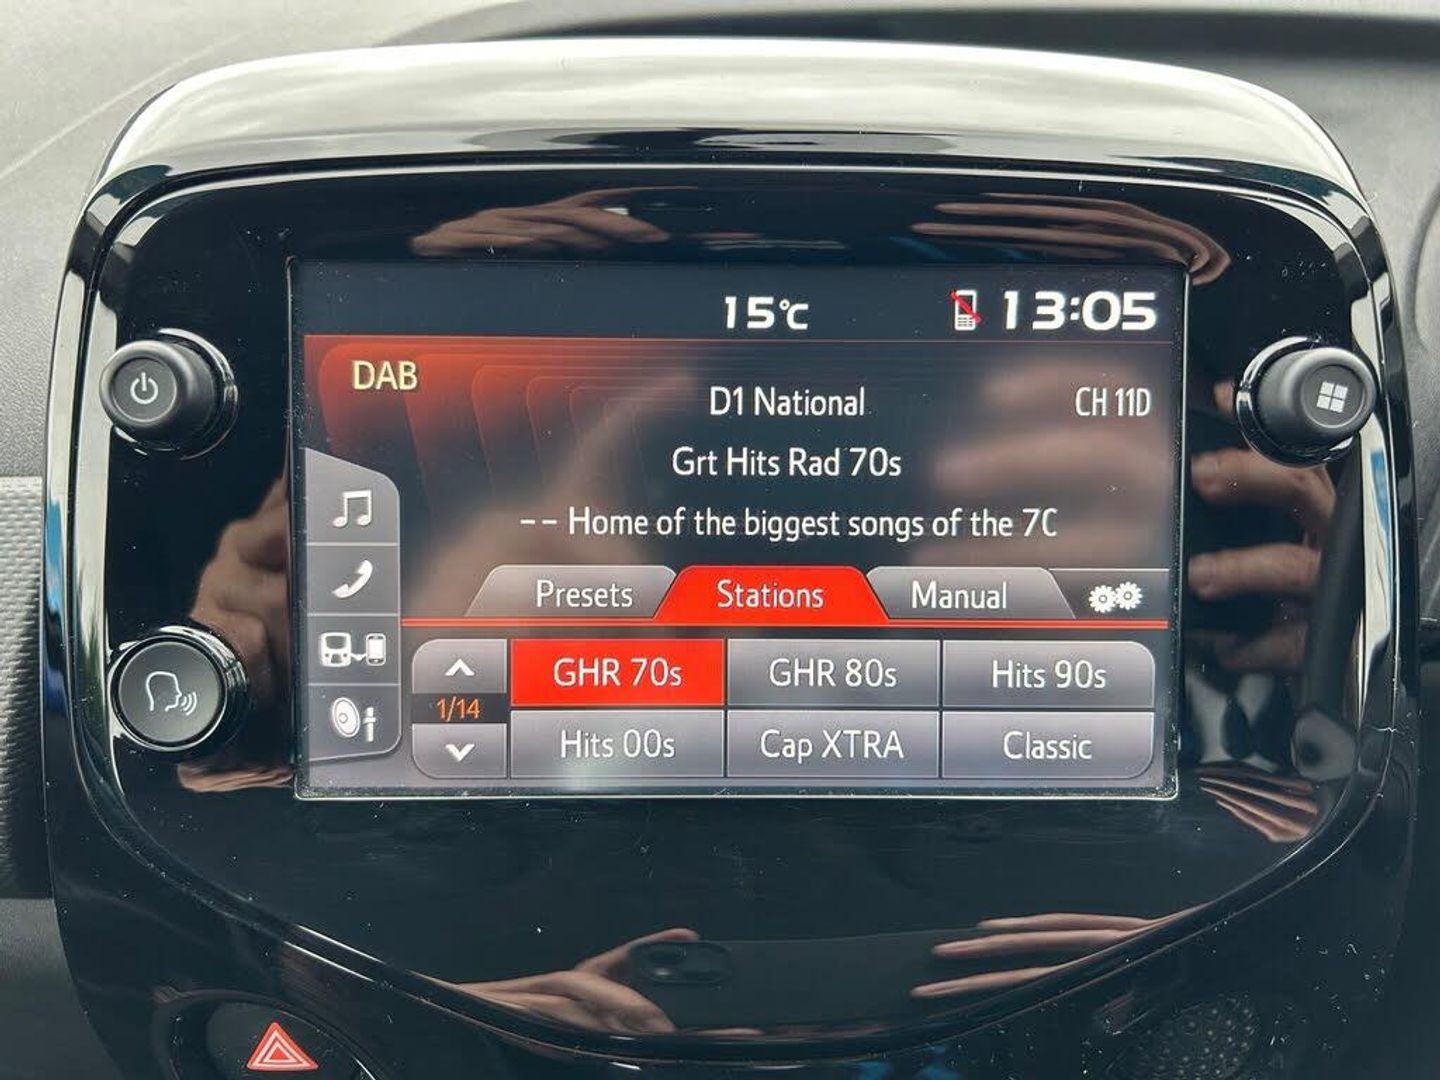 15°C 13:05
DAB
D1 National CH 11D
Grt Hits Rad 70s
-- Home of the biggest songs of the 7C
Presets Stations Manual
GHR 70s GHR 80s Hits 90s
1/14
Hits 00s Cap XTRA Classic